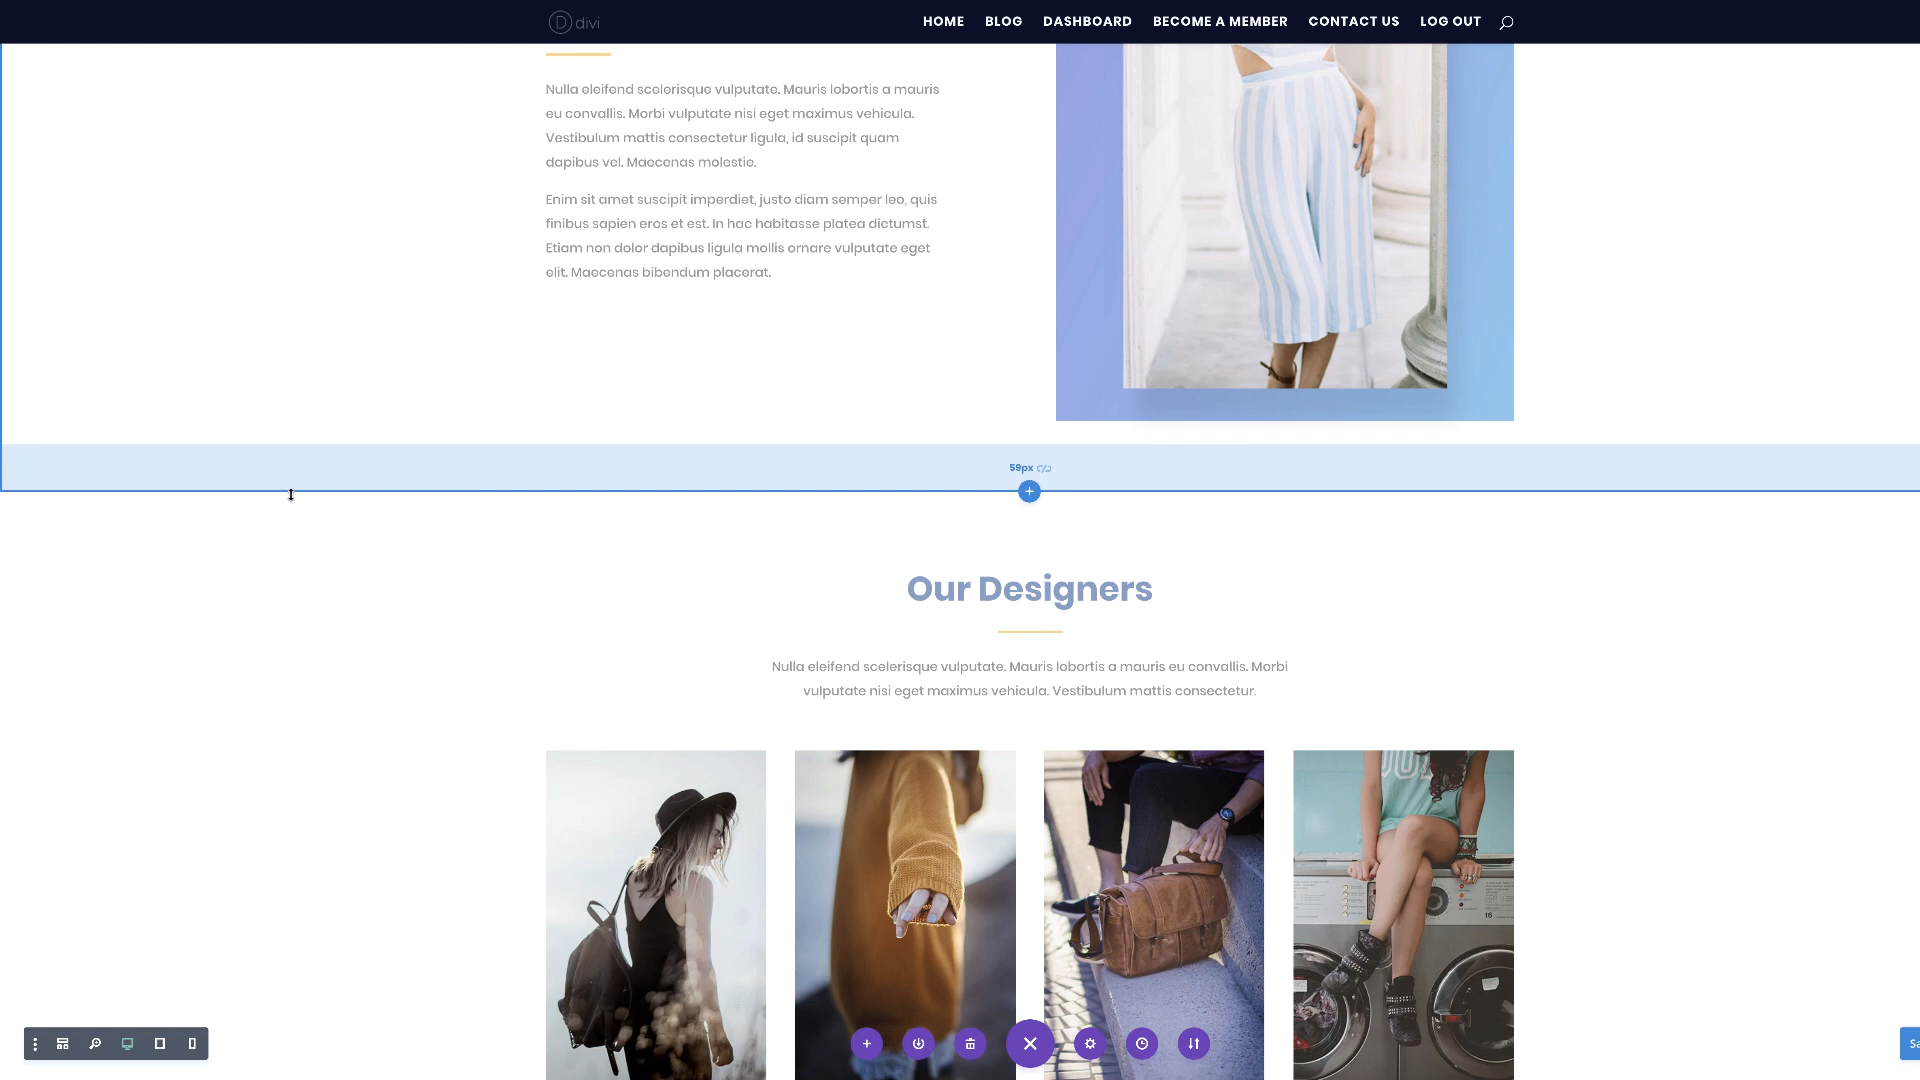 divi
HOME BLOG DASHBOARD BECOME A MEMBER CONTACT US LOG OUT
Nulla eleifend scelerisque vulputate. Mauris lobortis a mauris
eu convallis. Morbi vulputate nisi eget maximus vehicula.
Vestibulum mattis consectetur ligula, id suscipit quam
dapibus vel. Maecenas molestie.
Enim sit amet suscipit imperdiet, justo diam semper leo, quis
finibus sapien eros et est. In hac habitasse platea dictumst.
Etiam non dolor dapibus ligula mollis ornare vulputate eget
elit. Maecenas bibendum placerat.
59px
Our Designers
Nulla eleifend scelerisque vulputate. Mauris lobortis a mauris eu convallis. Morbi
vulputate nisi eget maximus vehicula. Vestibulum mattis consectetur.
16
Sa